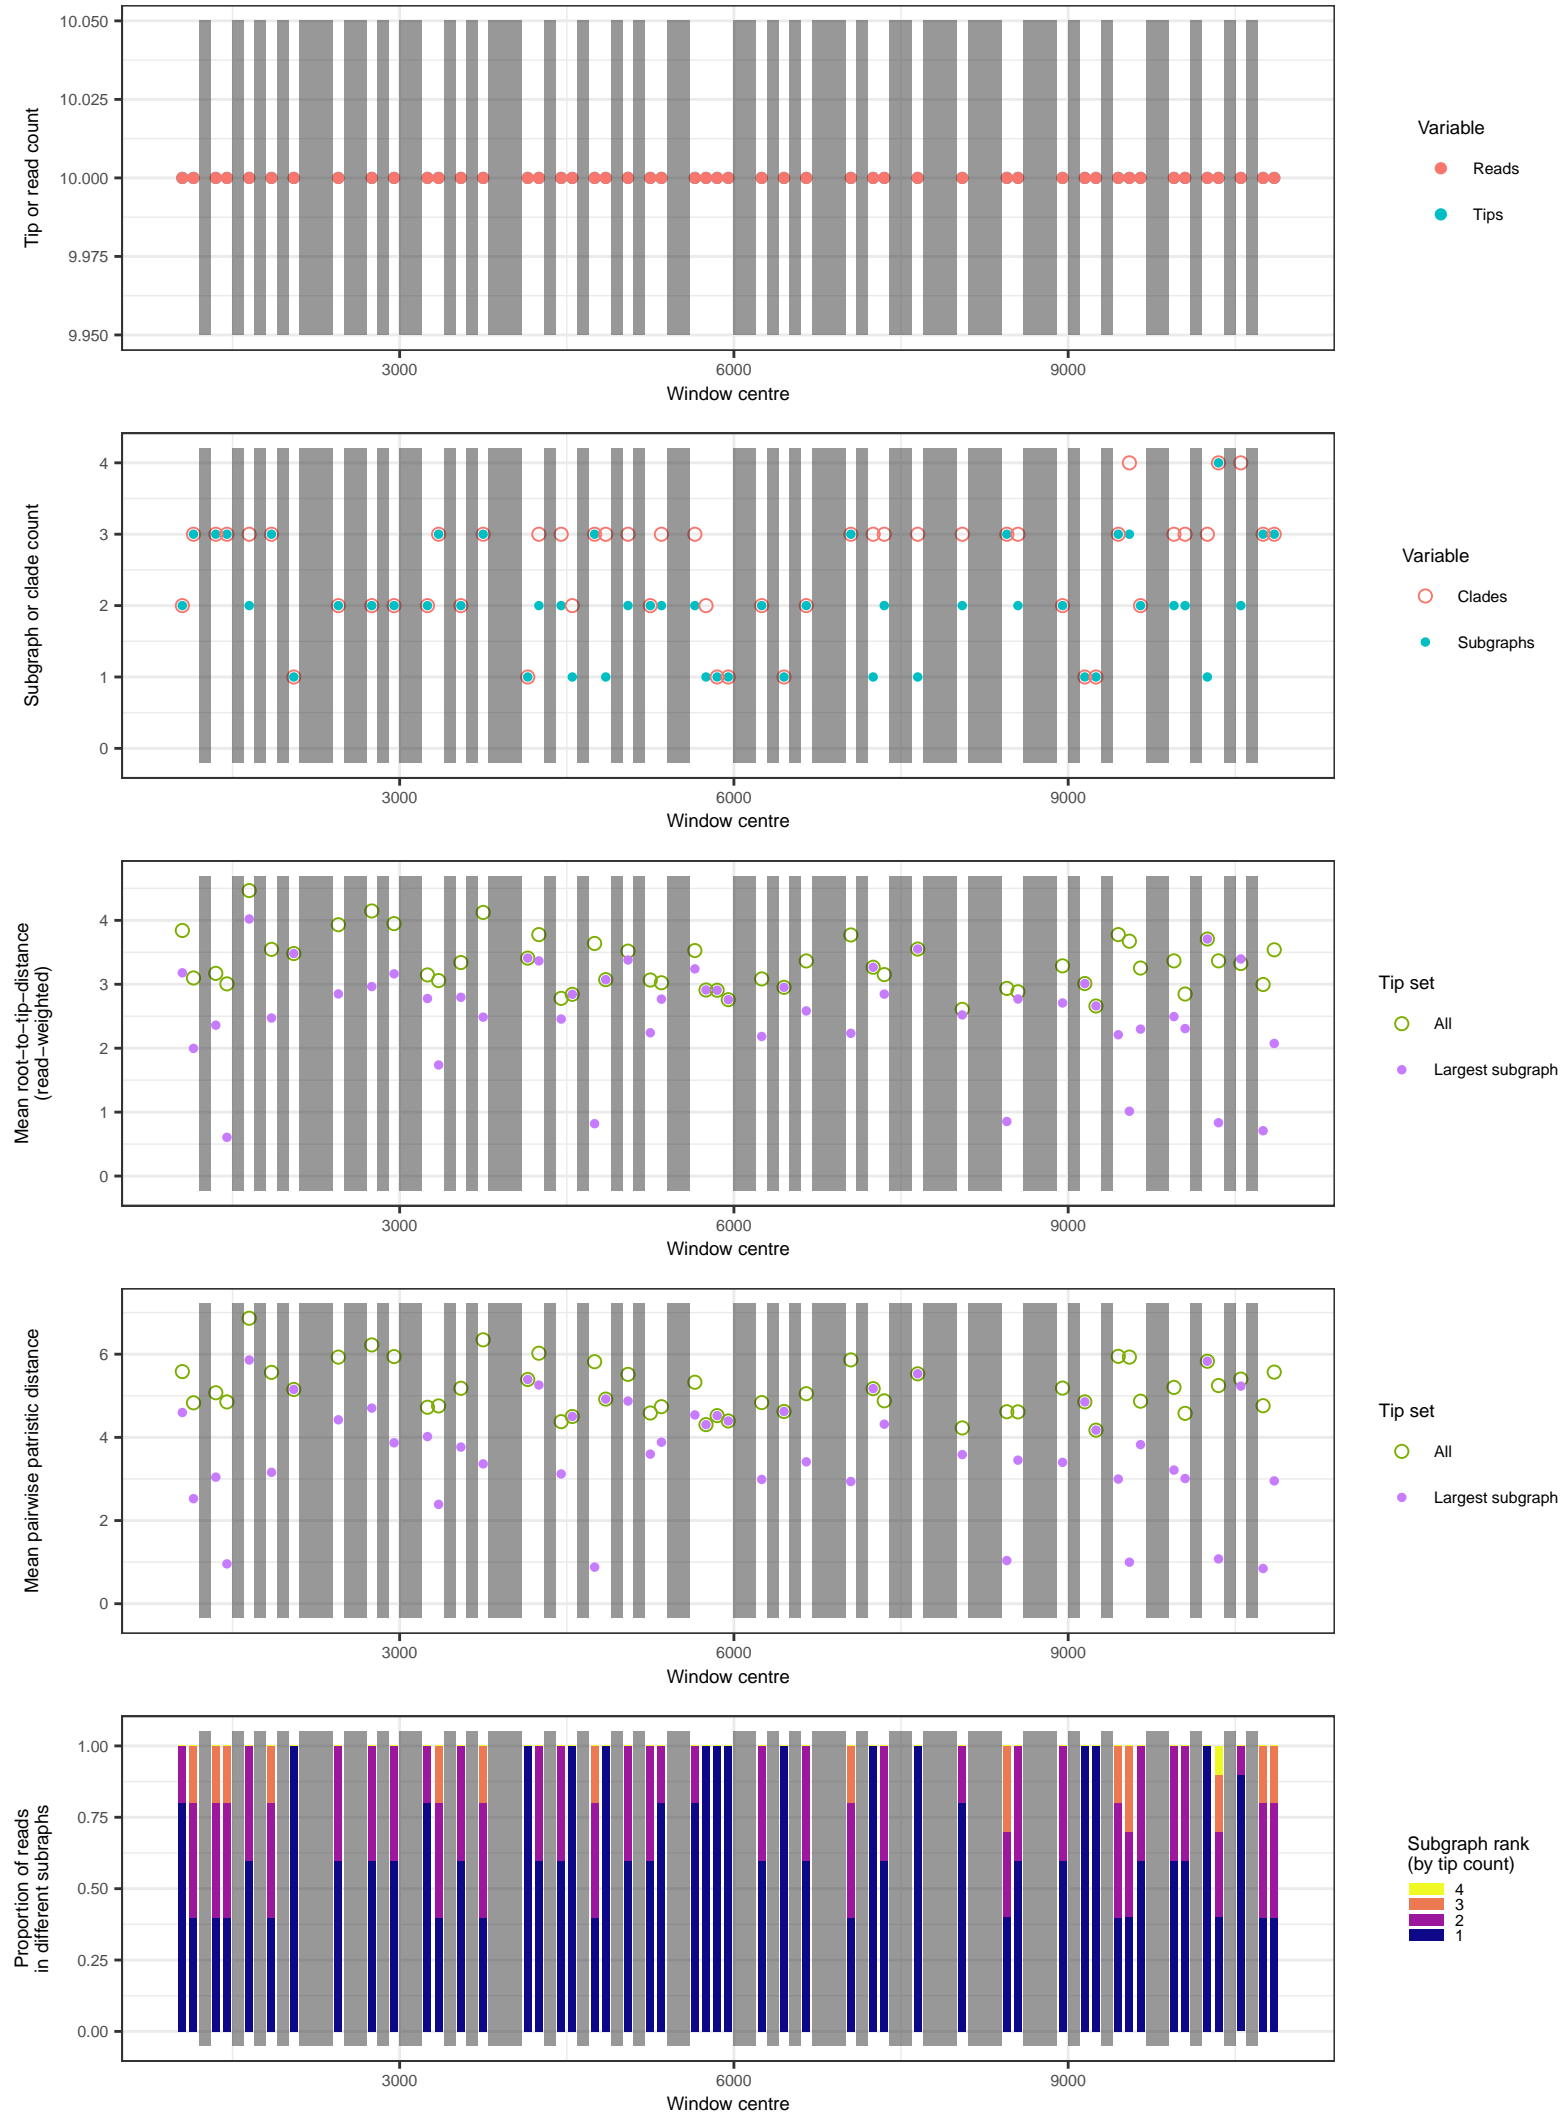 10.050
10.025
10.000
9.975
9.950
Tip or read count
3000
6000
9000
Window centre
Variable
Reads
Tips
4
3
2
1
0
Subgraph or clade count
3000
6000
9000
Window centre
Variable
Clades
Subgraphs
4
3
2
1
0
Mean root−to−tip−distance
(read−weighted)
3000
6000
9000
Window centre
Tip set
All
Largest subgraph
6
4
2
0
Mean pairwise patristic distance
3000
6000
9000
Window centre
Tip set
All
Largest subgraph
1.00
0.75
0.50
0.25
0.00
Proportion of reads
in different subraphs
3000
6000
9000
Window centre
Subgraph rank
(by tip count)
4
3
2
1